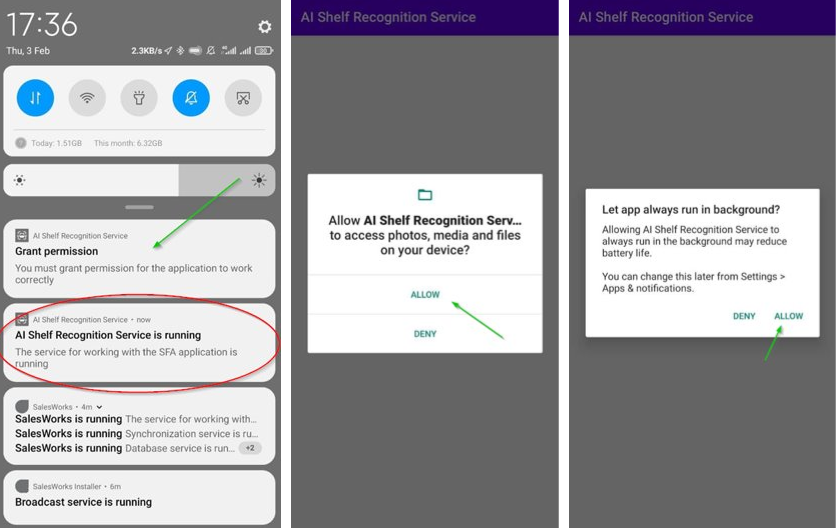 17:36
Thu, 3 Feb
2.3KB/s
Today: 1.51GB This month: 6.32GB
AI Shelf Recognition Service
Grant permission
You must grant permission for the application to work
correctly
AI Shelf Recognition Service • now
AI Shelf Recognition Service is running
The service for working with the SFA application is
running
SalesWorks • 4m
SalesWorks is running The service for working with...
SalesWorks is running Synchronization service is ru...
SalesWorks is running Database service is run... +2
SalesWorks Installer • 6m
Broadcast service is running
AI Shelf Recognition Service
Allow AI Shelf Recognition Serv...
to access photos, media and files
on your device?
ALLOW
DENY
AI Shelf Recognition Service
Let app always run in background?
Allowing AI Shelf Recognition Service to
always run in the background may reduce
battery life.
You can change this later from Settings >
Apps & notifications.
DENY ALLOW